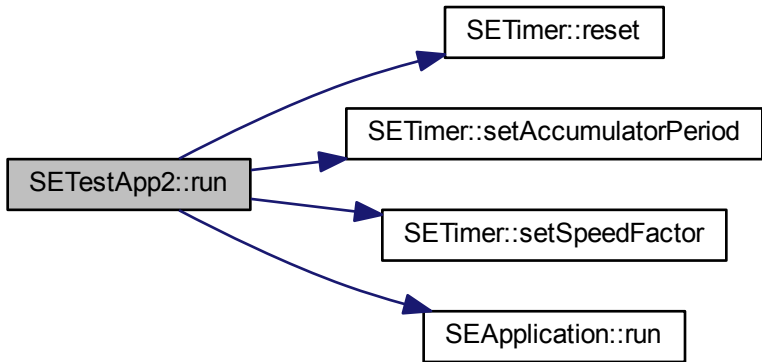 SETimer::reset
SETimer::setAccumulatorPeriod
SETestApp2::run
SETimer::setSpeedFactor
SEApplication::run